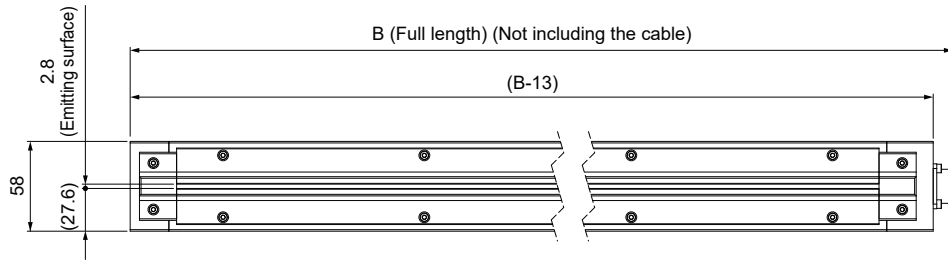 B (Full length) (Not including the cable)
(B-13)
2.8
(Emitting surface)
58
(27.6)